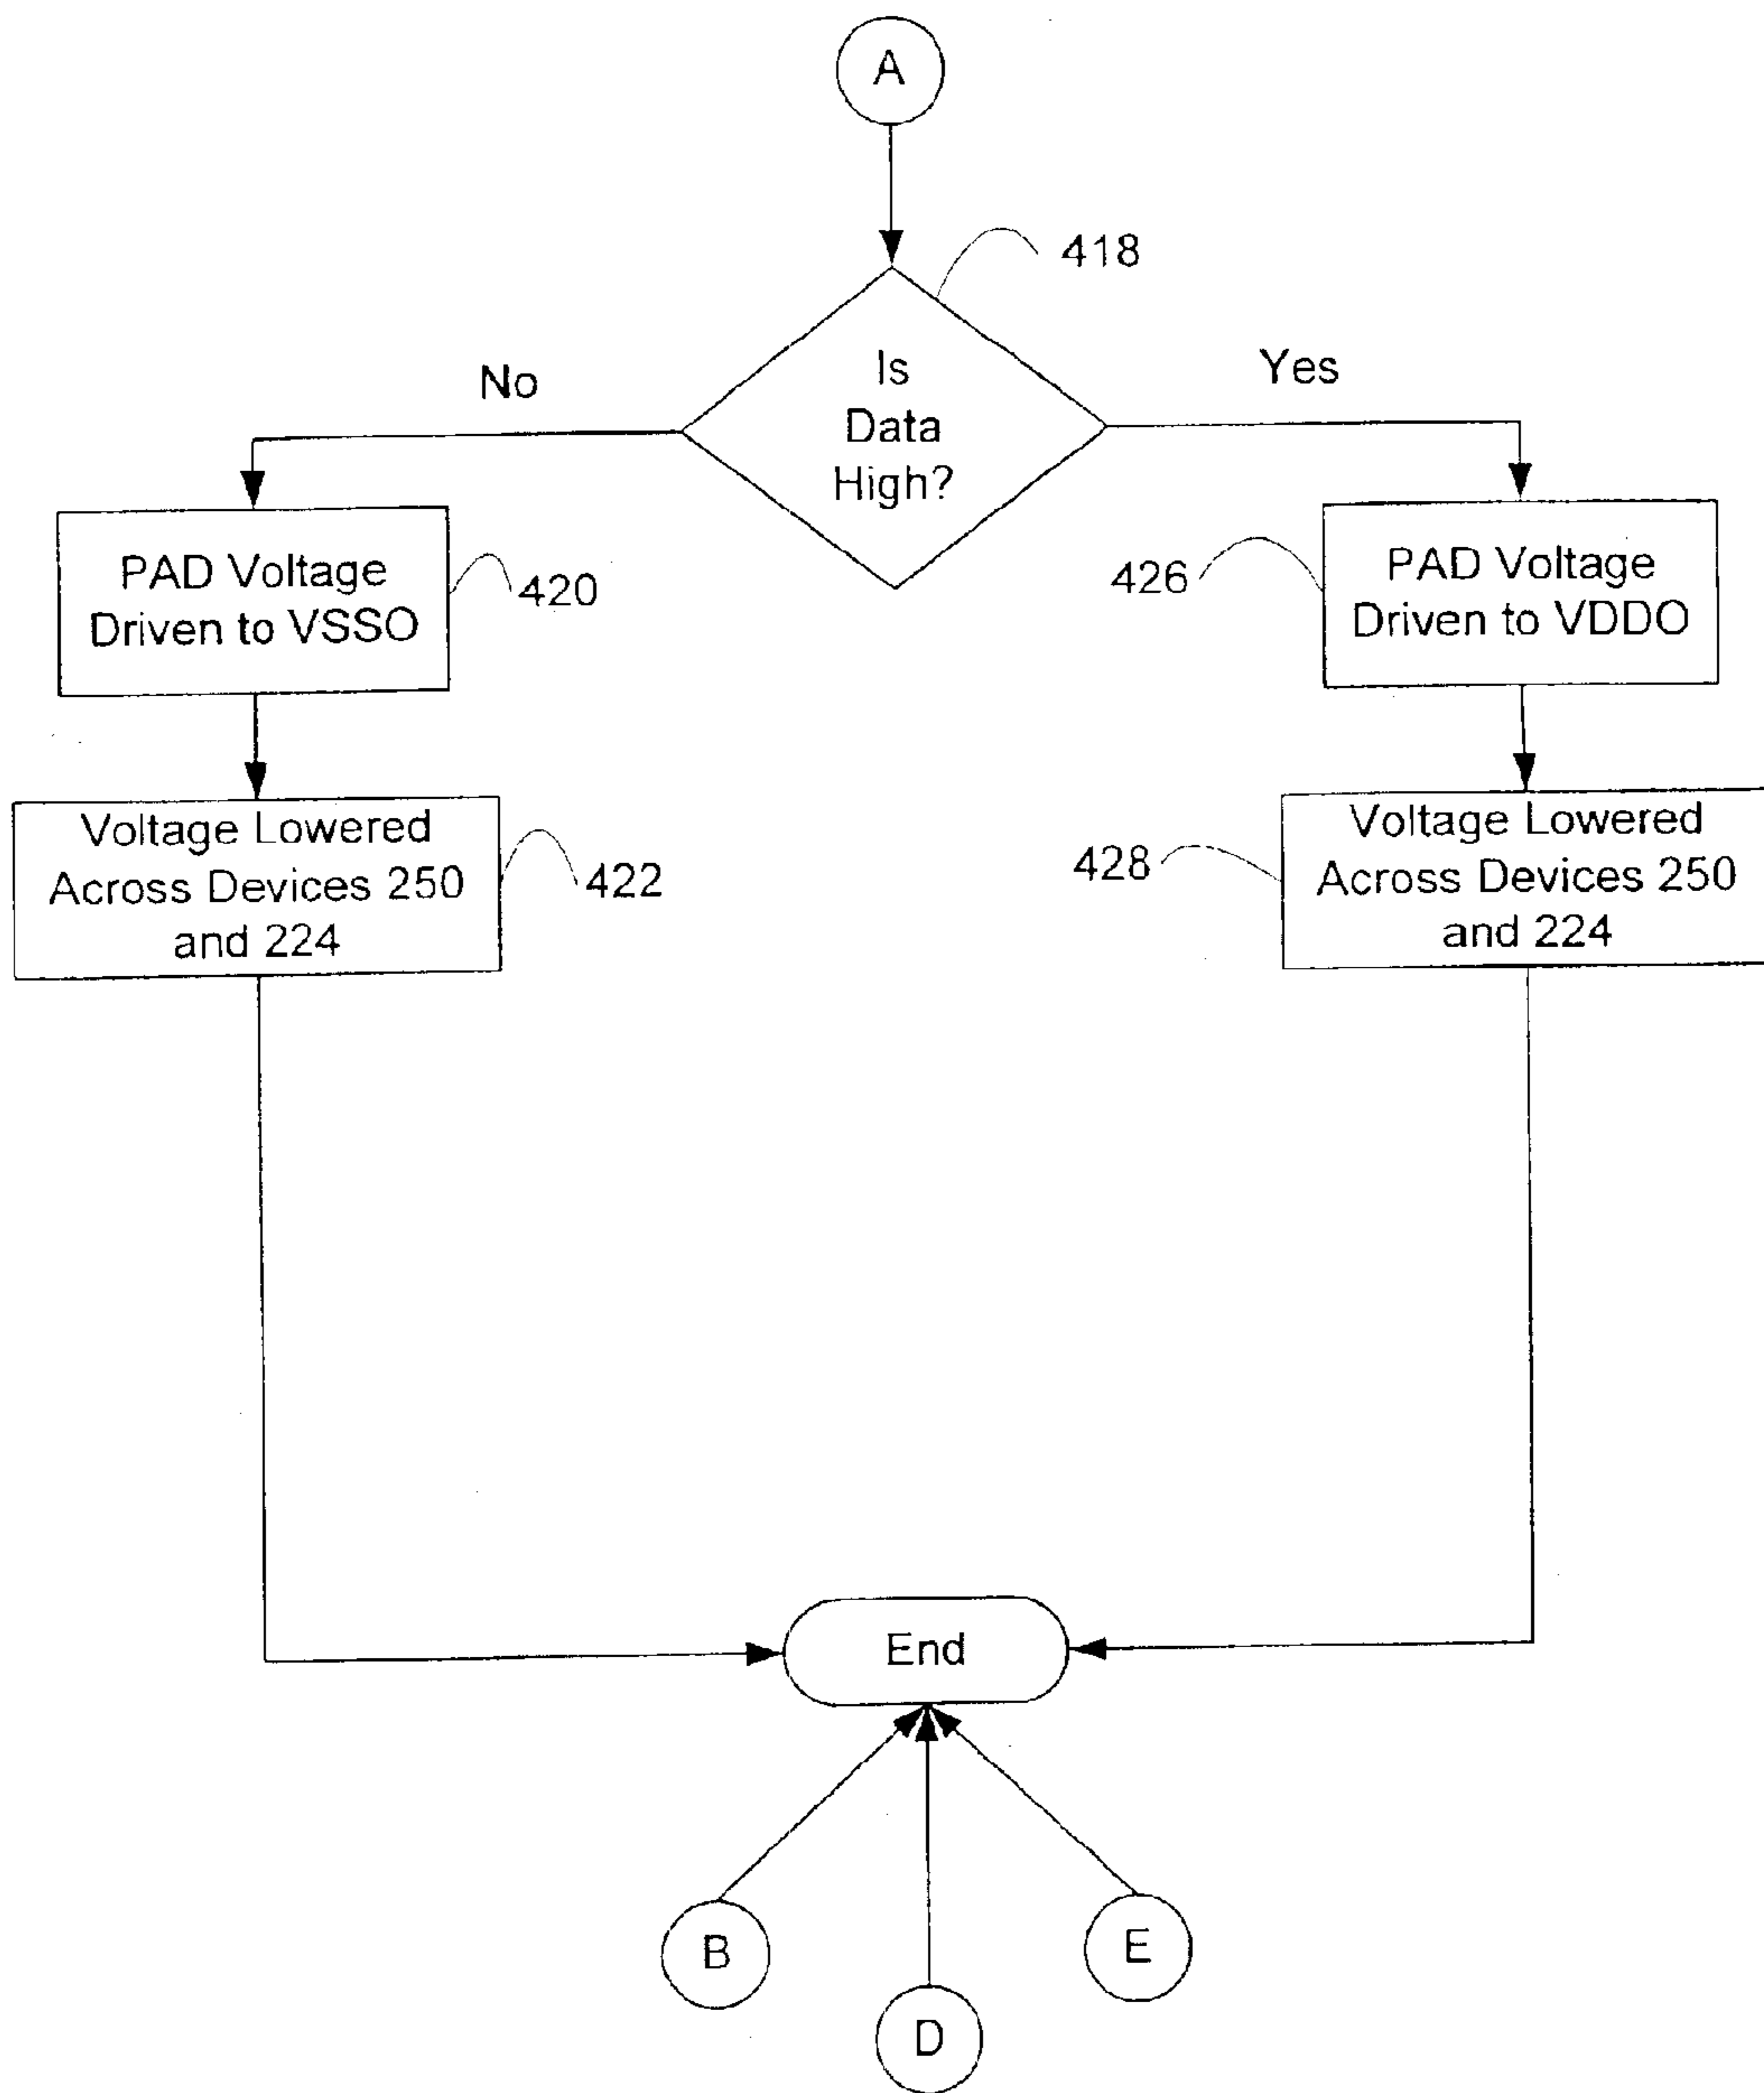 A
418
Is
Data
High?
No
Yes
PAD Voltage
Driven to VSSO
420
426
PAD Voltage
Driven to VDDO
Voltage Lowered
Across Devices 250
and 224
422
428
Voltage Lowered
Across Devices 250
and 224
End
B
D
E